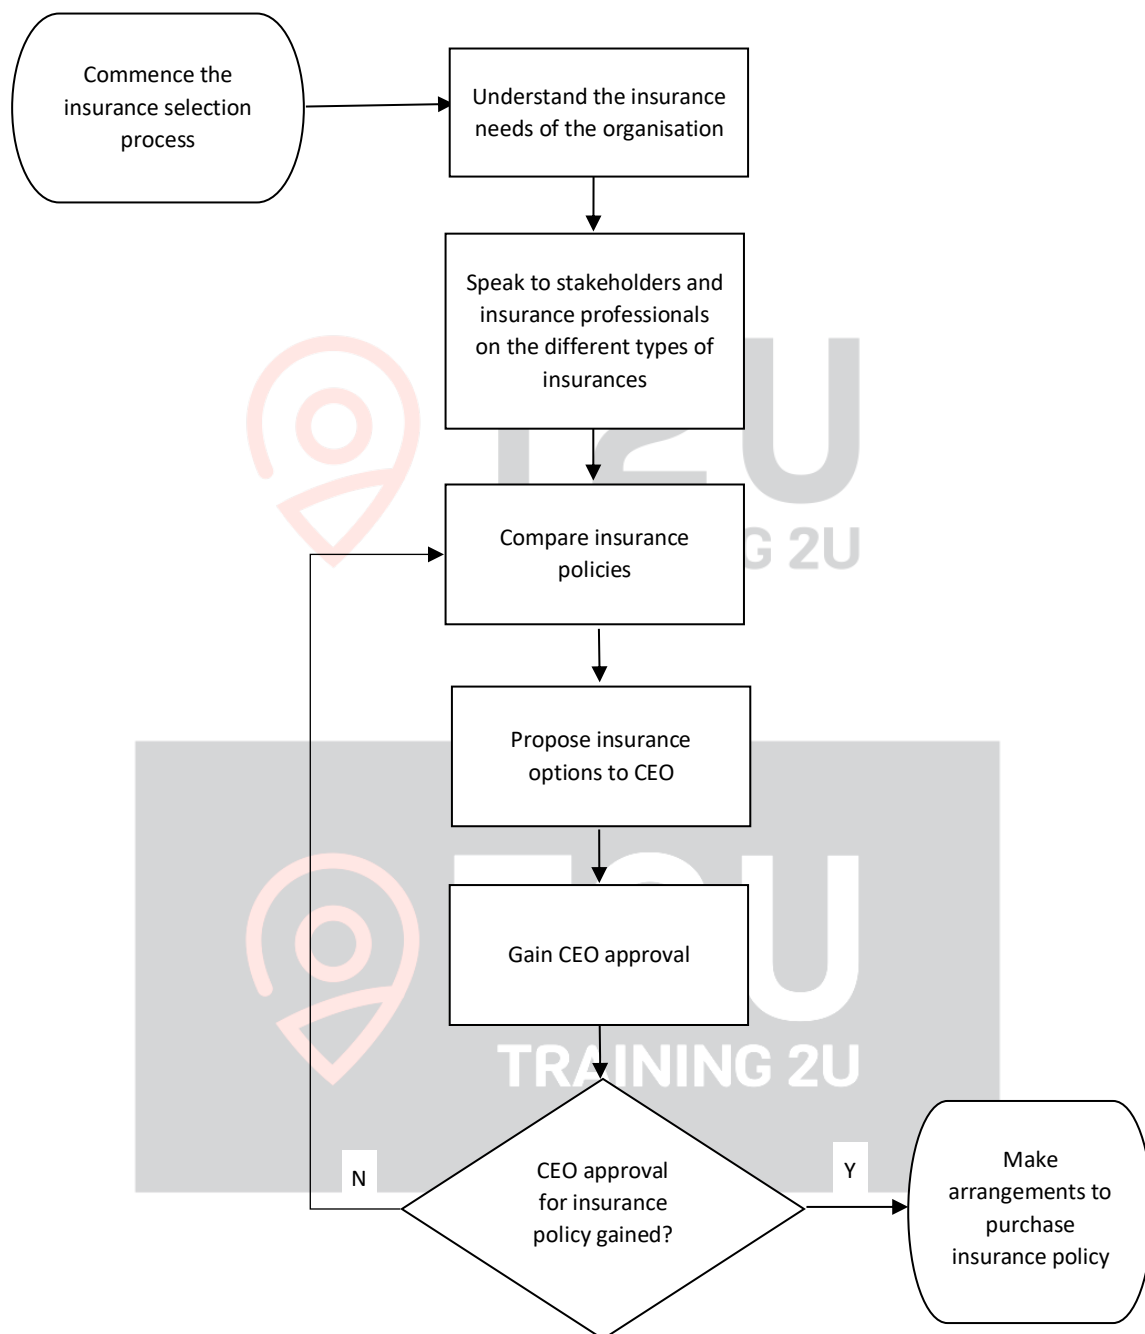 Commence the
insurance selection
process
Understand the insurance
needs of the organisation
Speak to stakeholders and
insurance professionals
on the different types of
insurances
T2U
G 2U
Compare insurance
policies
Propose insurance
options to CEO
Gain CEO approval
TRAINING 2U
CEO approval
for insurance
policy gained?
N
Y
Make
arrangements to
purchase
insurance policy